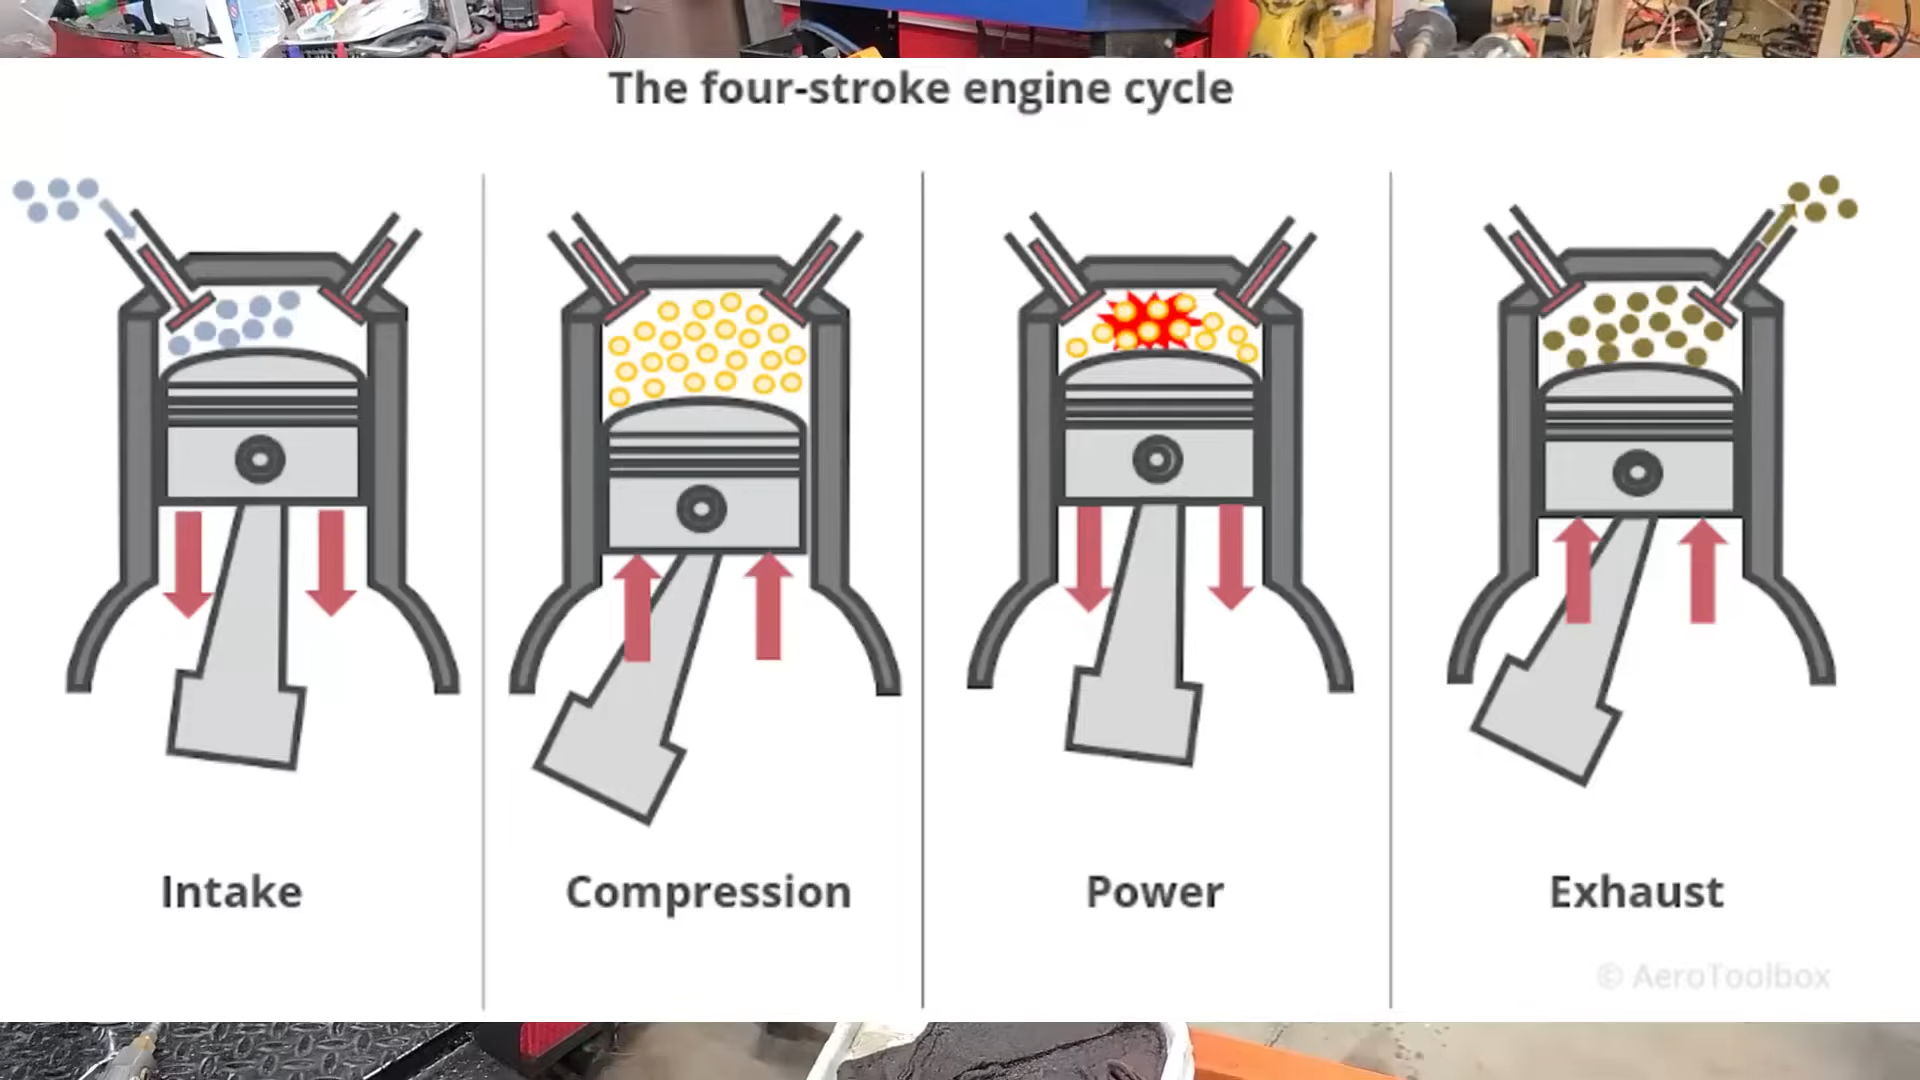 The four-stroke engine cycle
Intake
Compression
Power
Exhaust
© AeroToolbox